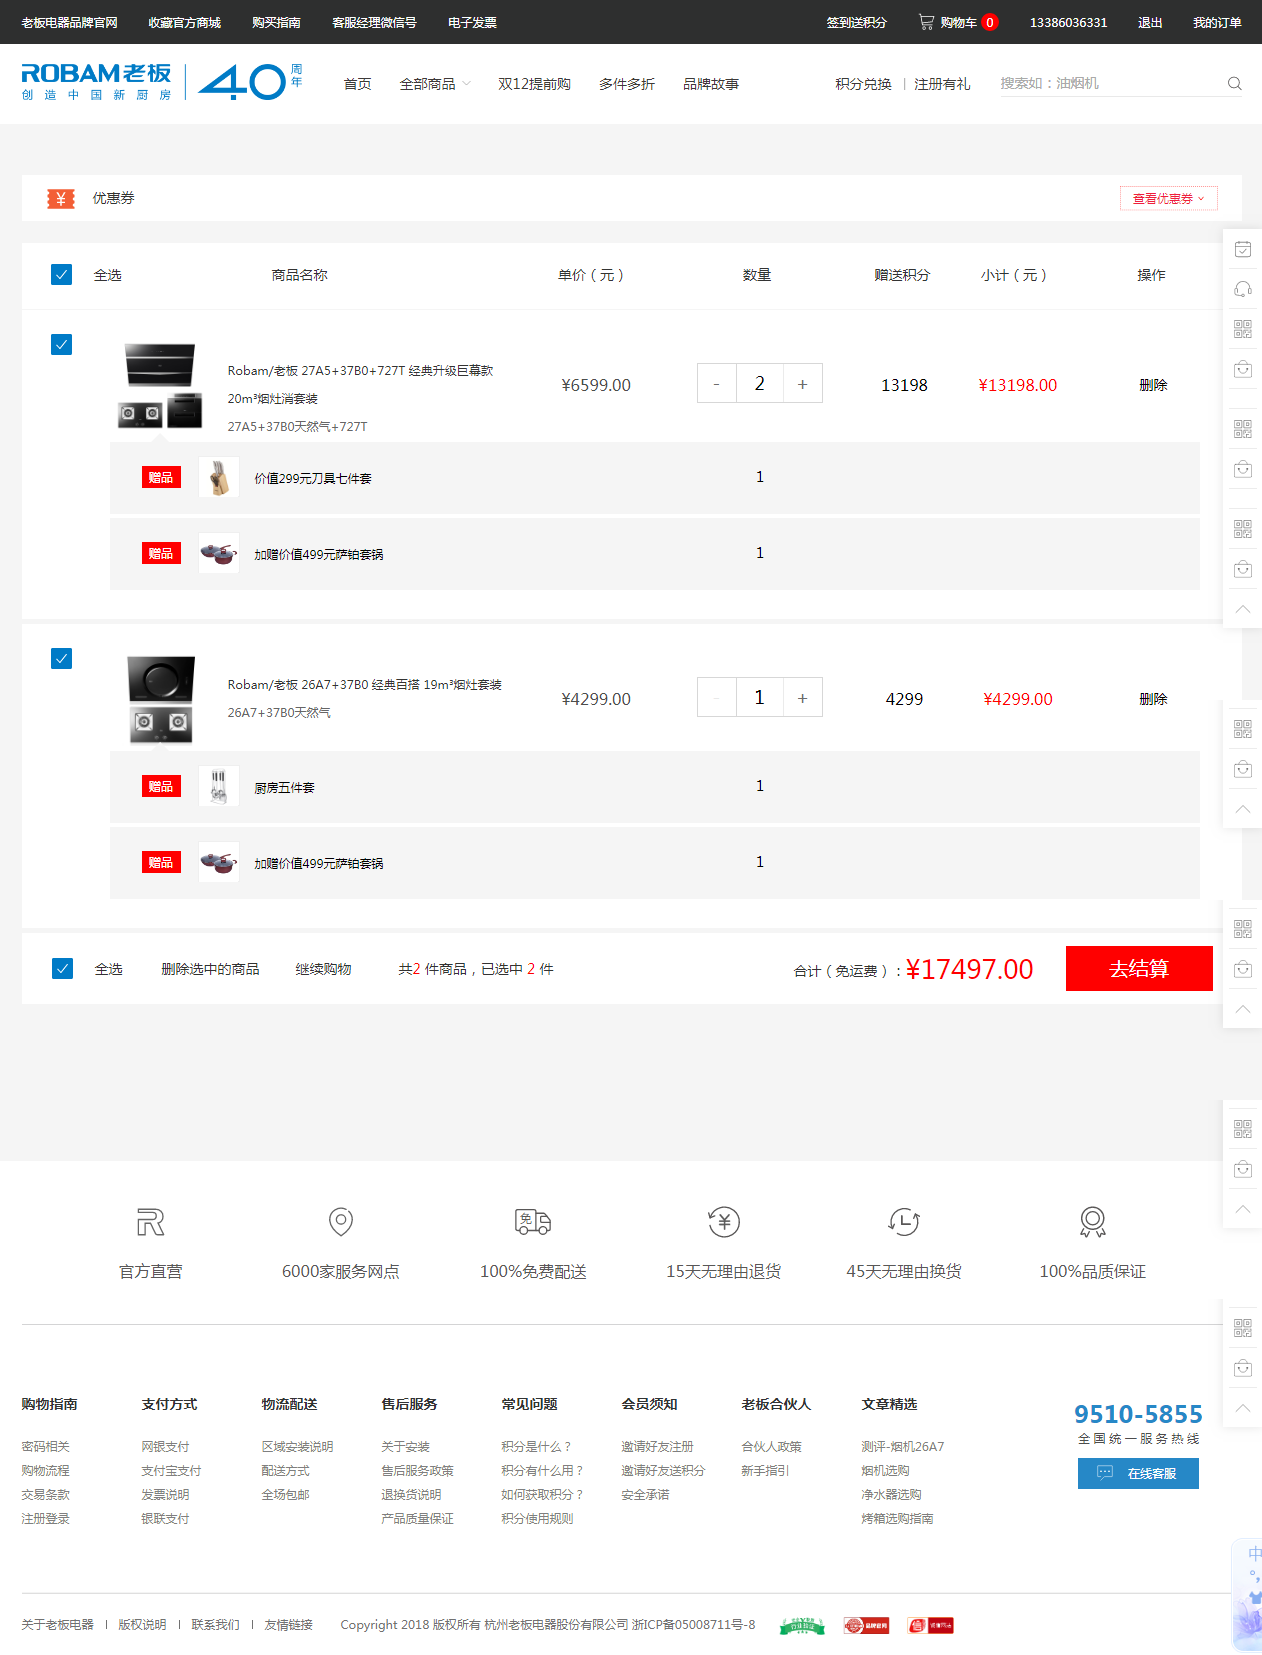 老板电器品牌官网 收藏官方商城 购买指南 客服经理微信号 电子发票 签到送积分 购物车 0 13386036331 退出 我的订单
ROBAM老板 40 周年
创造中国新厨房
首页 全部商品 双12提前购 多件多折 品牌故事 积分兑换 | 注册有礼 搜索如：油烟机
¥ 优惠券 查看优惠券
全选 商品名称 单价（元） 数量 赠送积分 小计（元） 操作
Robam/老板 27A5+37B0+727T 经典升级巨幕款
20m³烟灶消套装
27A5+37B0天然气+727T
¥6599.00 - 2 + 13198 ¥13198.00 删除
赠品 价值299元刀具七件套 1
赠品 加赠价值499元萨铂套锅 1
Robam/老板 26A7+37B0 经典百搭 19m³烟灶套装
26A7+37B0天然气
¥4299.00 - 1 + 4299 ¥4299.00 删除
赠品 厨房五件套 1
赠品 加赠价值499元萨铂套锅 1
全选 删除选中的商品 继续购物 共2 件商品，已选中 2 件 合计（免运费）：¥17497.00 去结算
免 ¥
官方直营 6000家服务网点 100%免费配送 15天无理由退货 45天无理由换货 100%品质保证
购物指南 支付方式 物流配送 售后服务 常见问题 会员须知 老板合伙人 文章精选
密码相关 网银支付 区域安装说明 关于安装 积分是什么？ 邀请好友注册 合伙人政策 测评-烟机26A7
购物流程 支付宝支付 配送方式 售后服务政策 积分有什么用？ 邀请好友送积分 新手指引 烟机选购
交易条款 发票说明 全场包邮 退换货说明 如何获取积分？ 安全承诺 净水器选购
注册登录 银联支付 产品质量保证 积分使用规则 烤箱选购指南
9510-5855
全国统一服务热线
在线客服
中
关于老板电器 | 版权说明 | 联系我们 | 友情链接 Copyright 2018 版权所有 杭州老板电器股份有限公司 浙ICP备05008711号-8